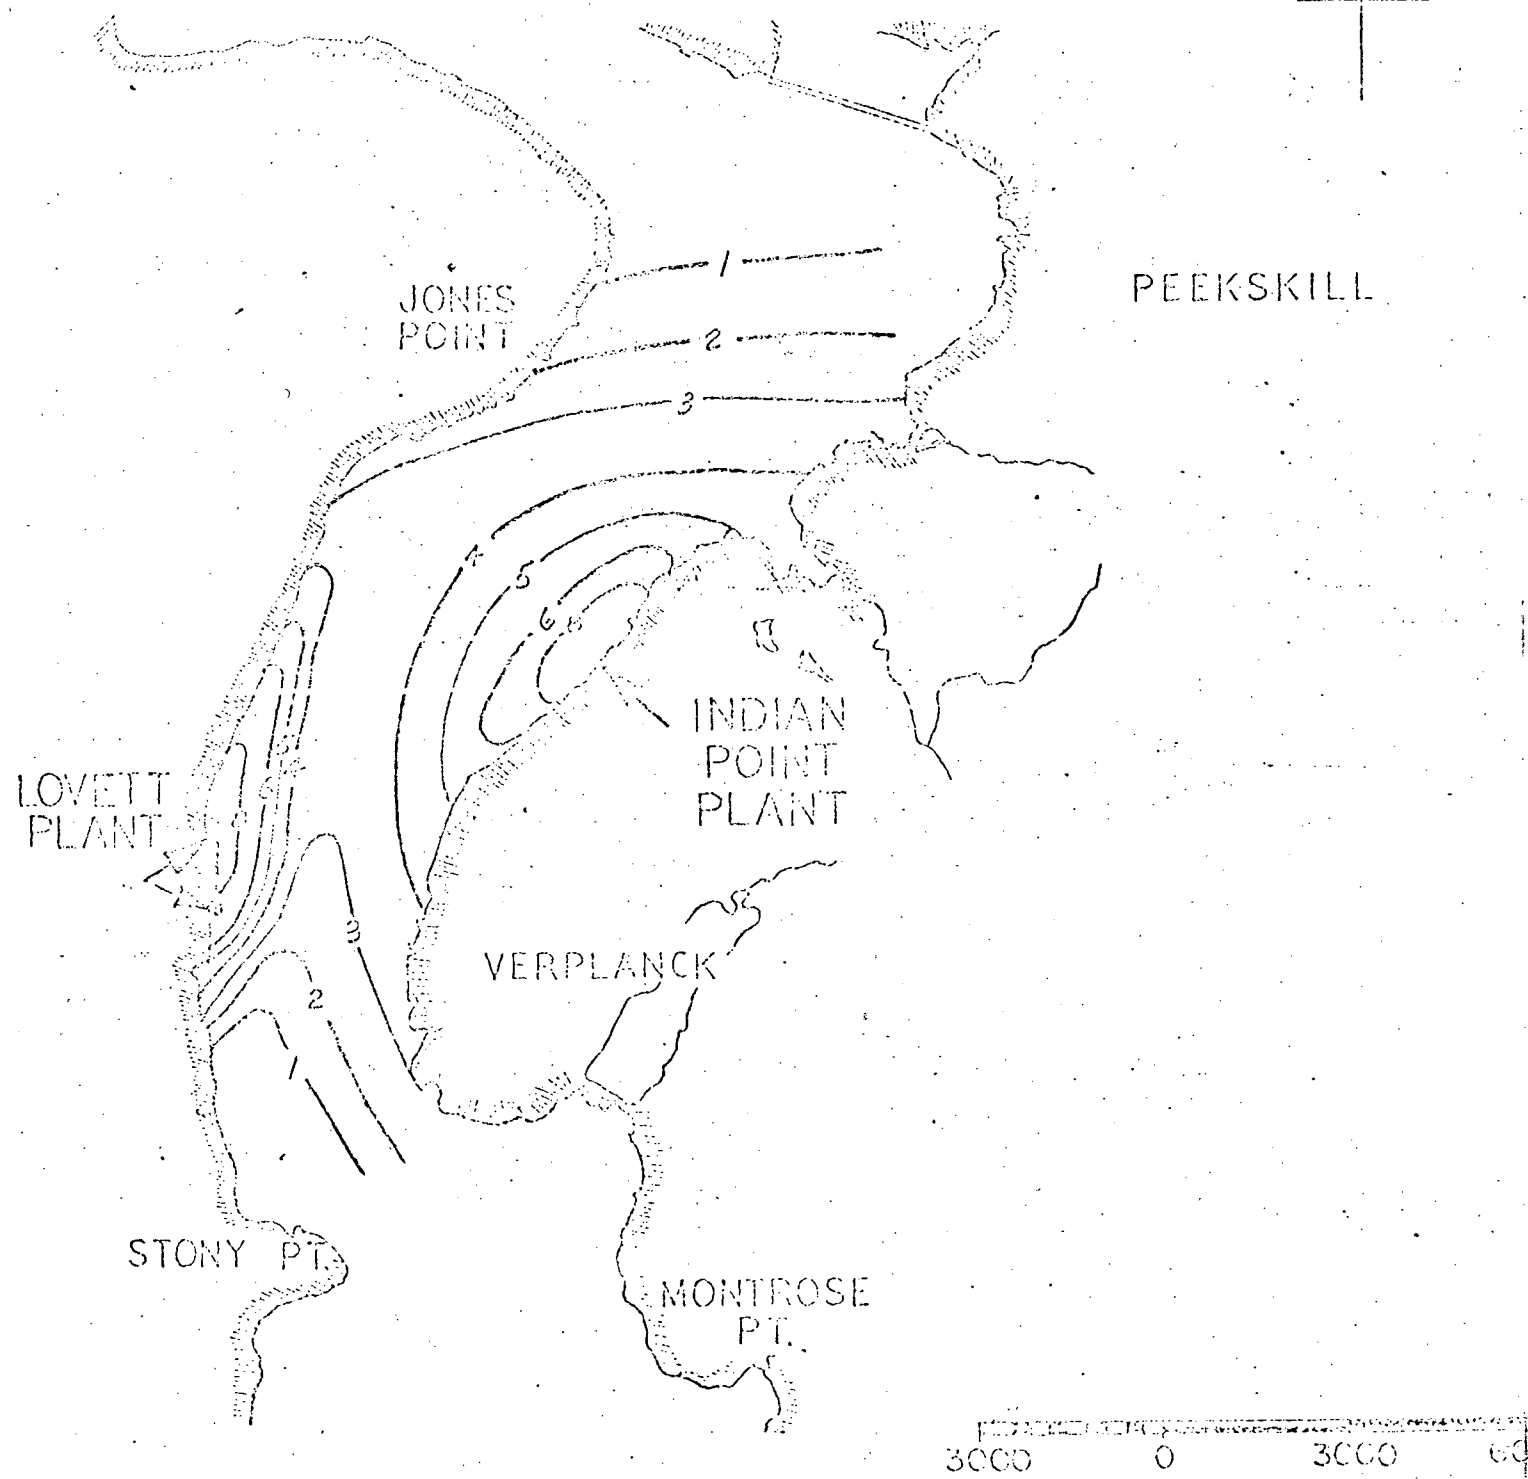 1
JONES
POINT
PEEKSKILL
2
3
4
5
6
INDIAN
POINT
PLANT
LOVETT
PLANT
3
VERPLANCK
2
1
STONY PT.
MONTROSE
PT.
3000 0 3000